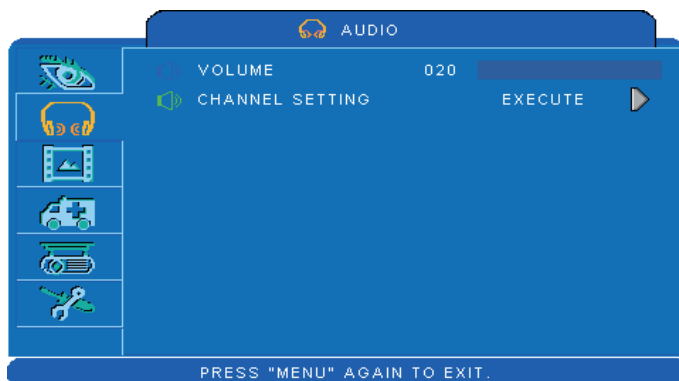 AUDIO
VOLUME 020
CHANNEL SETTING EXECUTE
PRESS "MENU" AGAIN TO EXIT.